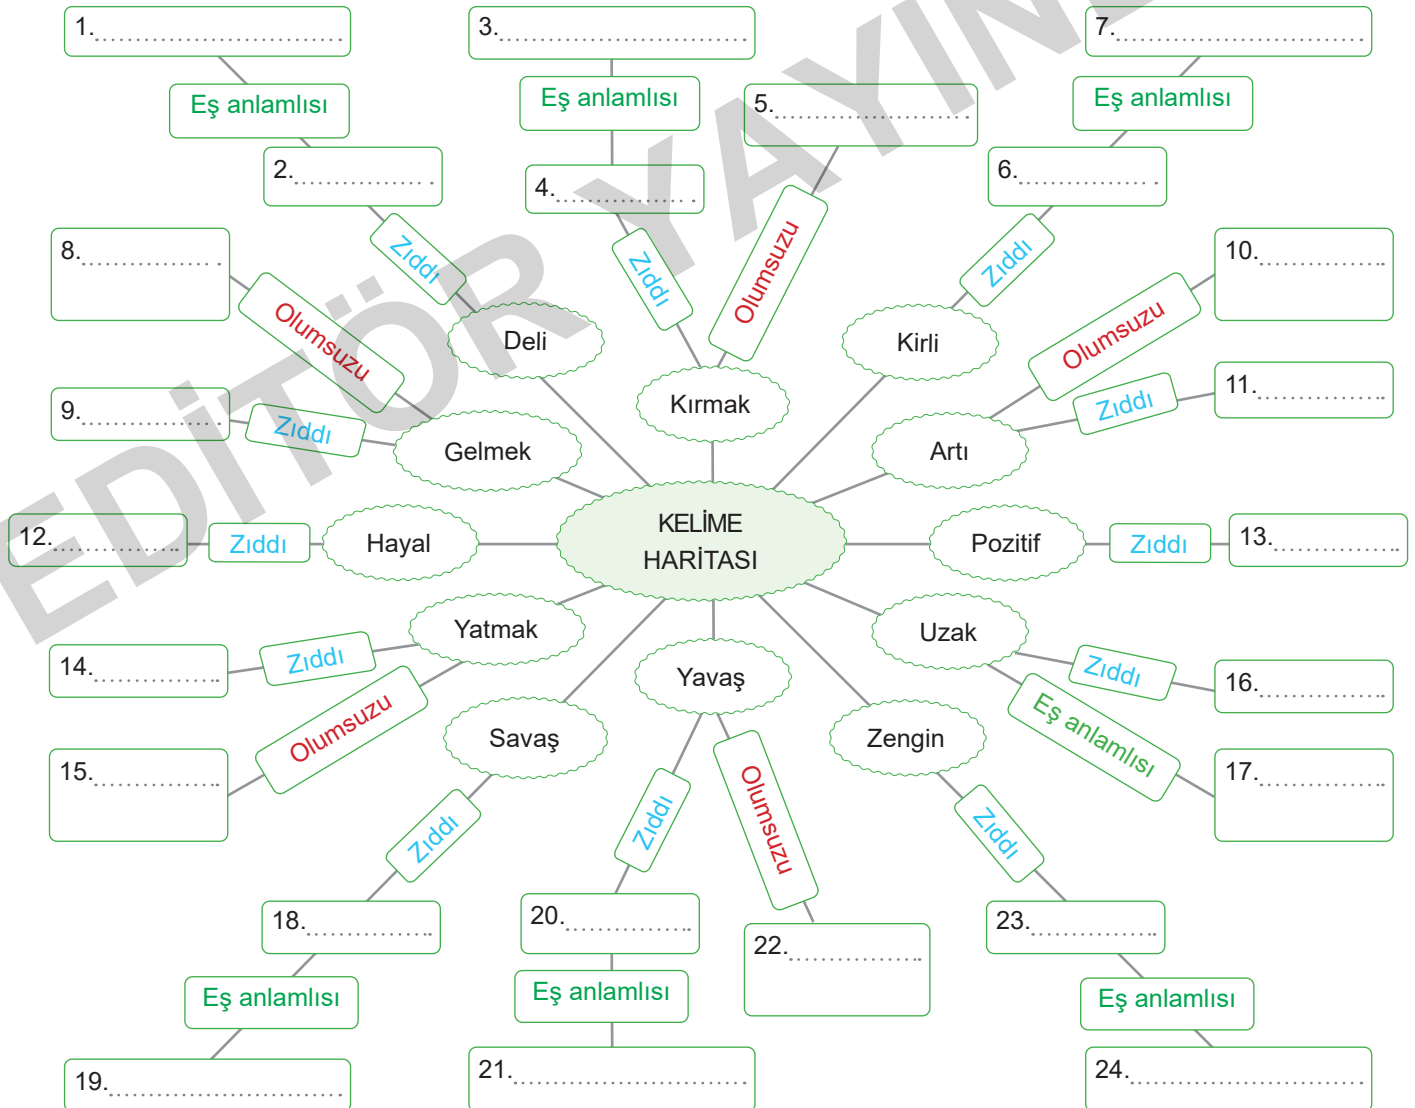 1.
3.
7.
Eş anlamlısı
Eş anlamlısı
5.
Eş anlamlısı
2.
4.
6.
Zıddı
Zıddı
Olumsuzu
Zıddı
8.
Olumsuzu
Deli
Kırmak
Kirli
Olumsuzu
10.
9.
Zıddı
Gelmek
Artı
Zıddı
11.
12.
Zıddı
Hayal
KELİME
HARİTASI
Pozitif
Zıddı
13.
14.
Zıddı
Yatmak
Uzak
Zıddı
16.
15.
Olumsuzu
Savaş
Yavaş
Zengin
Eş anlamlısı
17.
Zıddı
Zıddı
Olumsuzu
Zıddı
18.
20.
22.
23.
Eş anlamlısı
Eş anlamlısı
Eş anlamlısı
19.
21.
24.
EDİTÖR